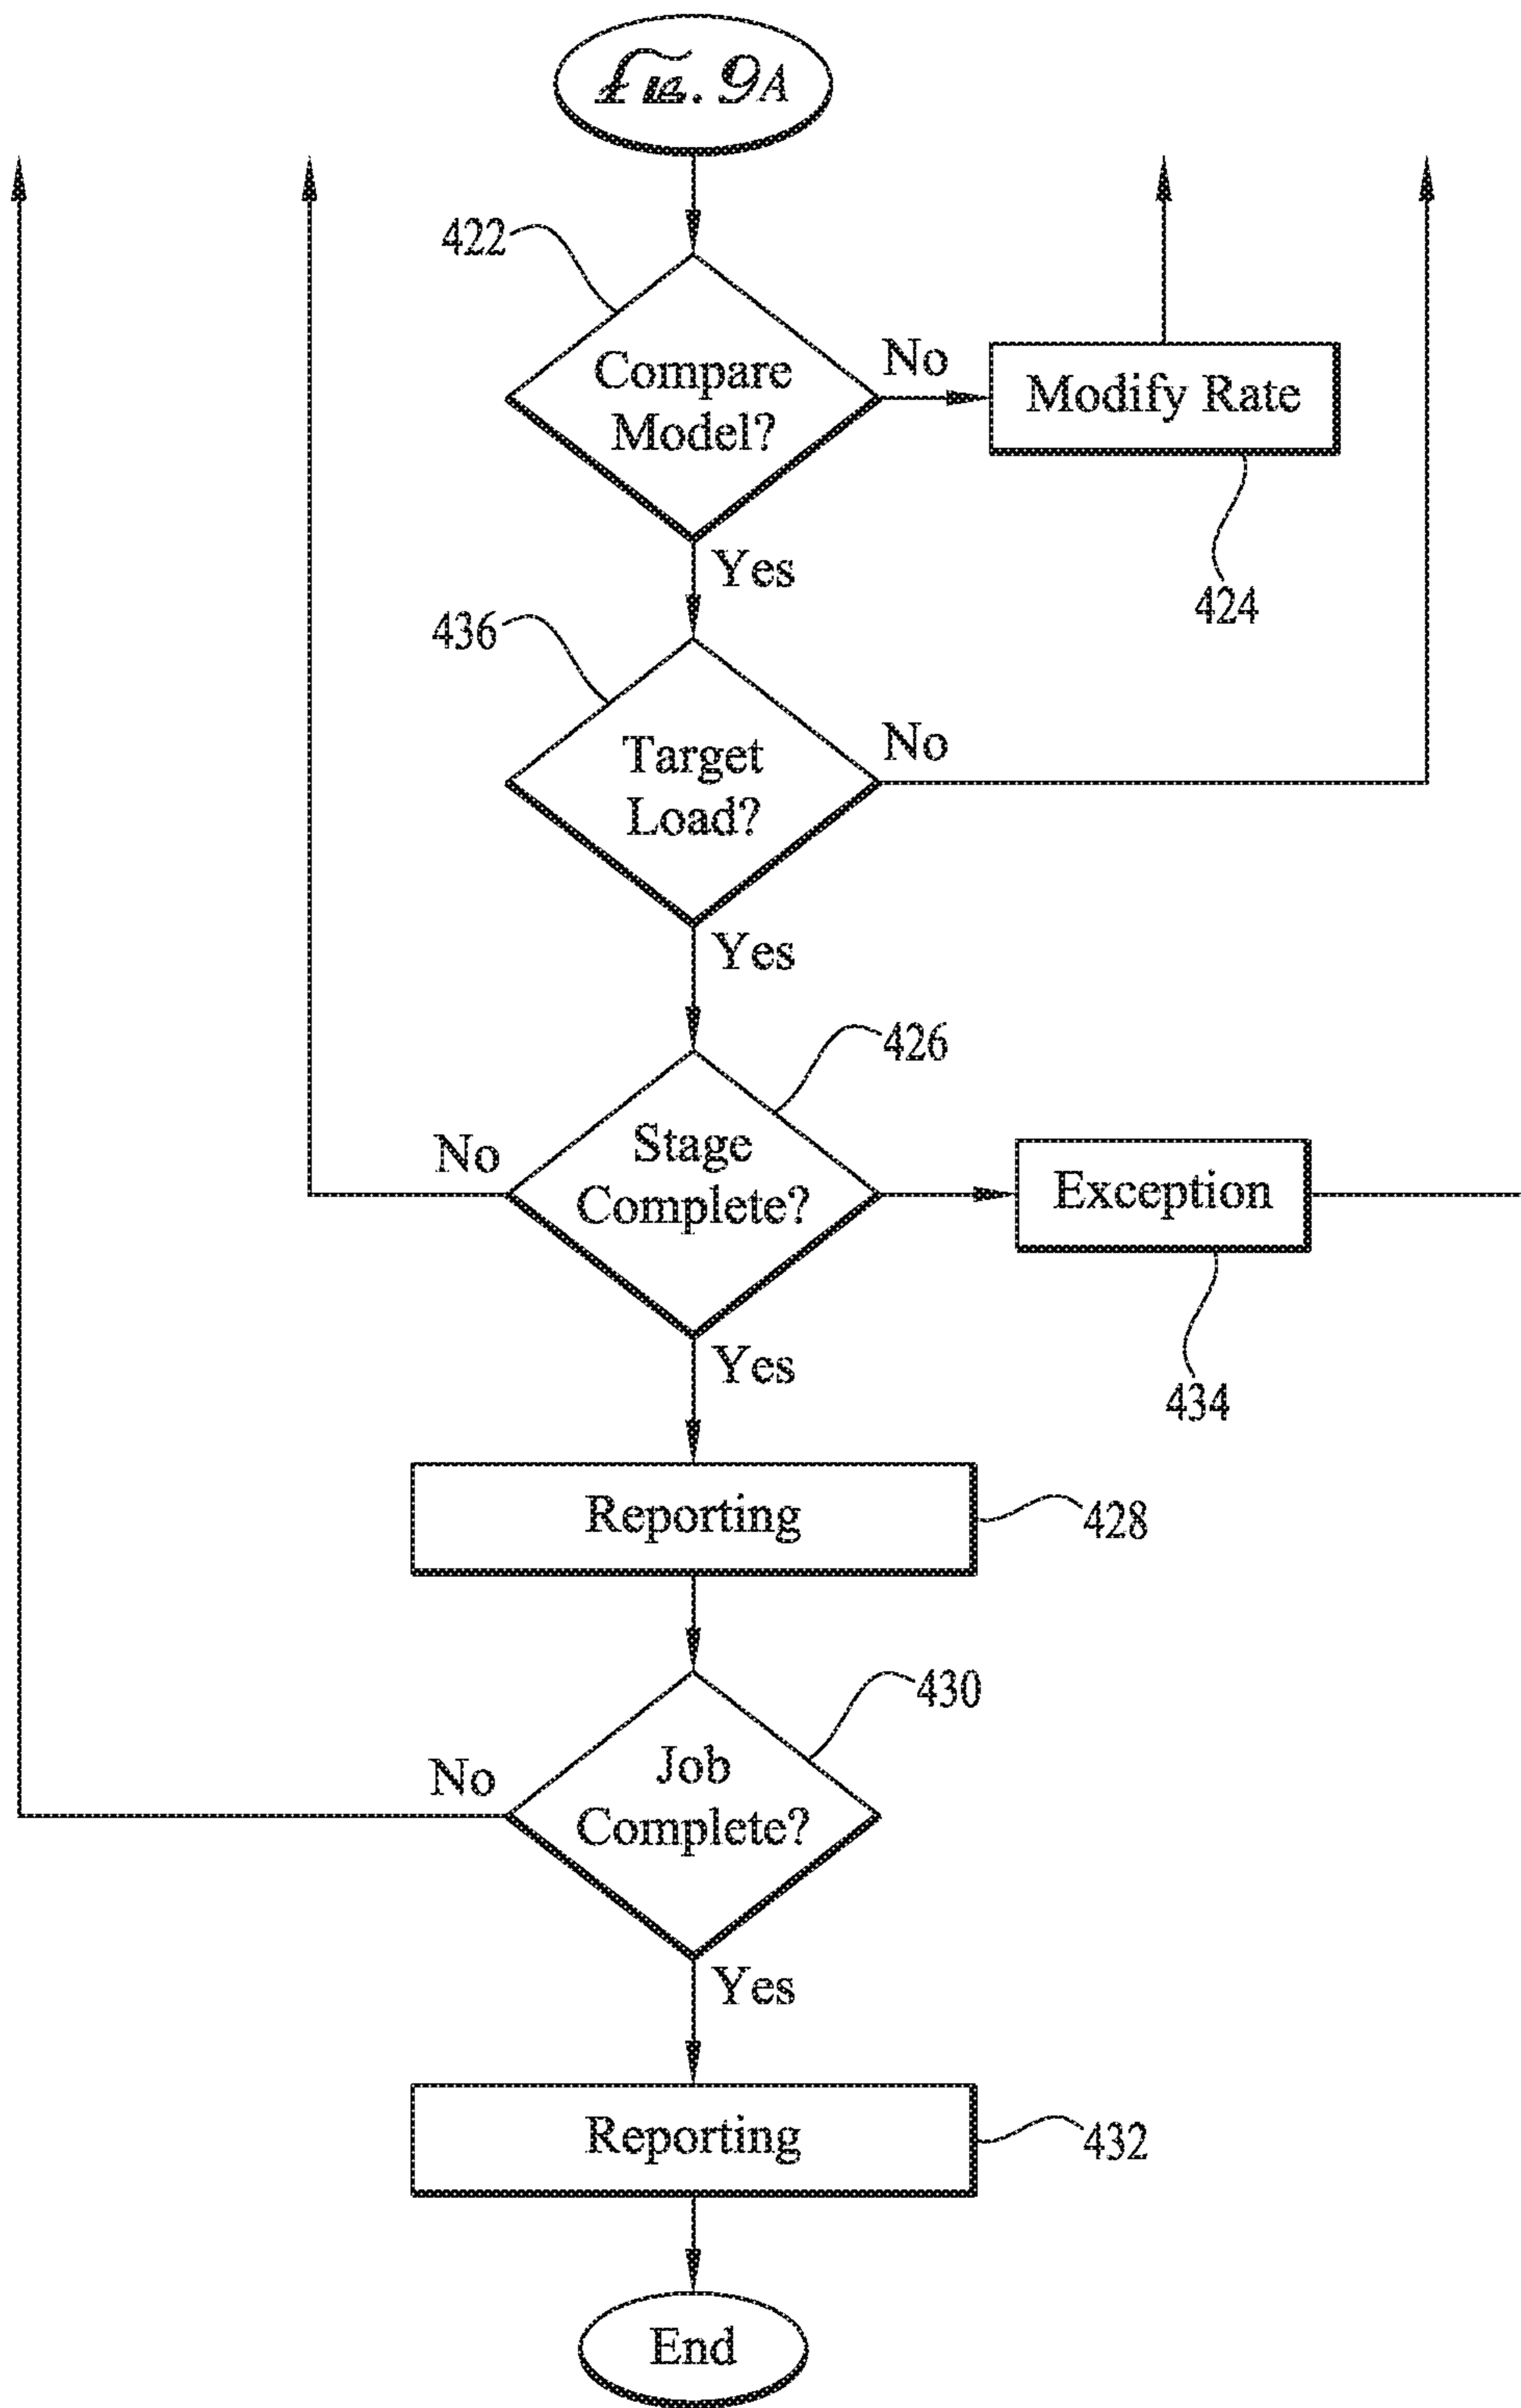 Fig. 9A
422
Compare
Model?
No
Modify Rate
424
Yes
436
Target
Load?
No
Yes
426
Stage
Complete?
No
Exception
434
Yes
Reporting
428
430
Job
Complete?
No
Yes
Reporting
432
End